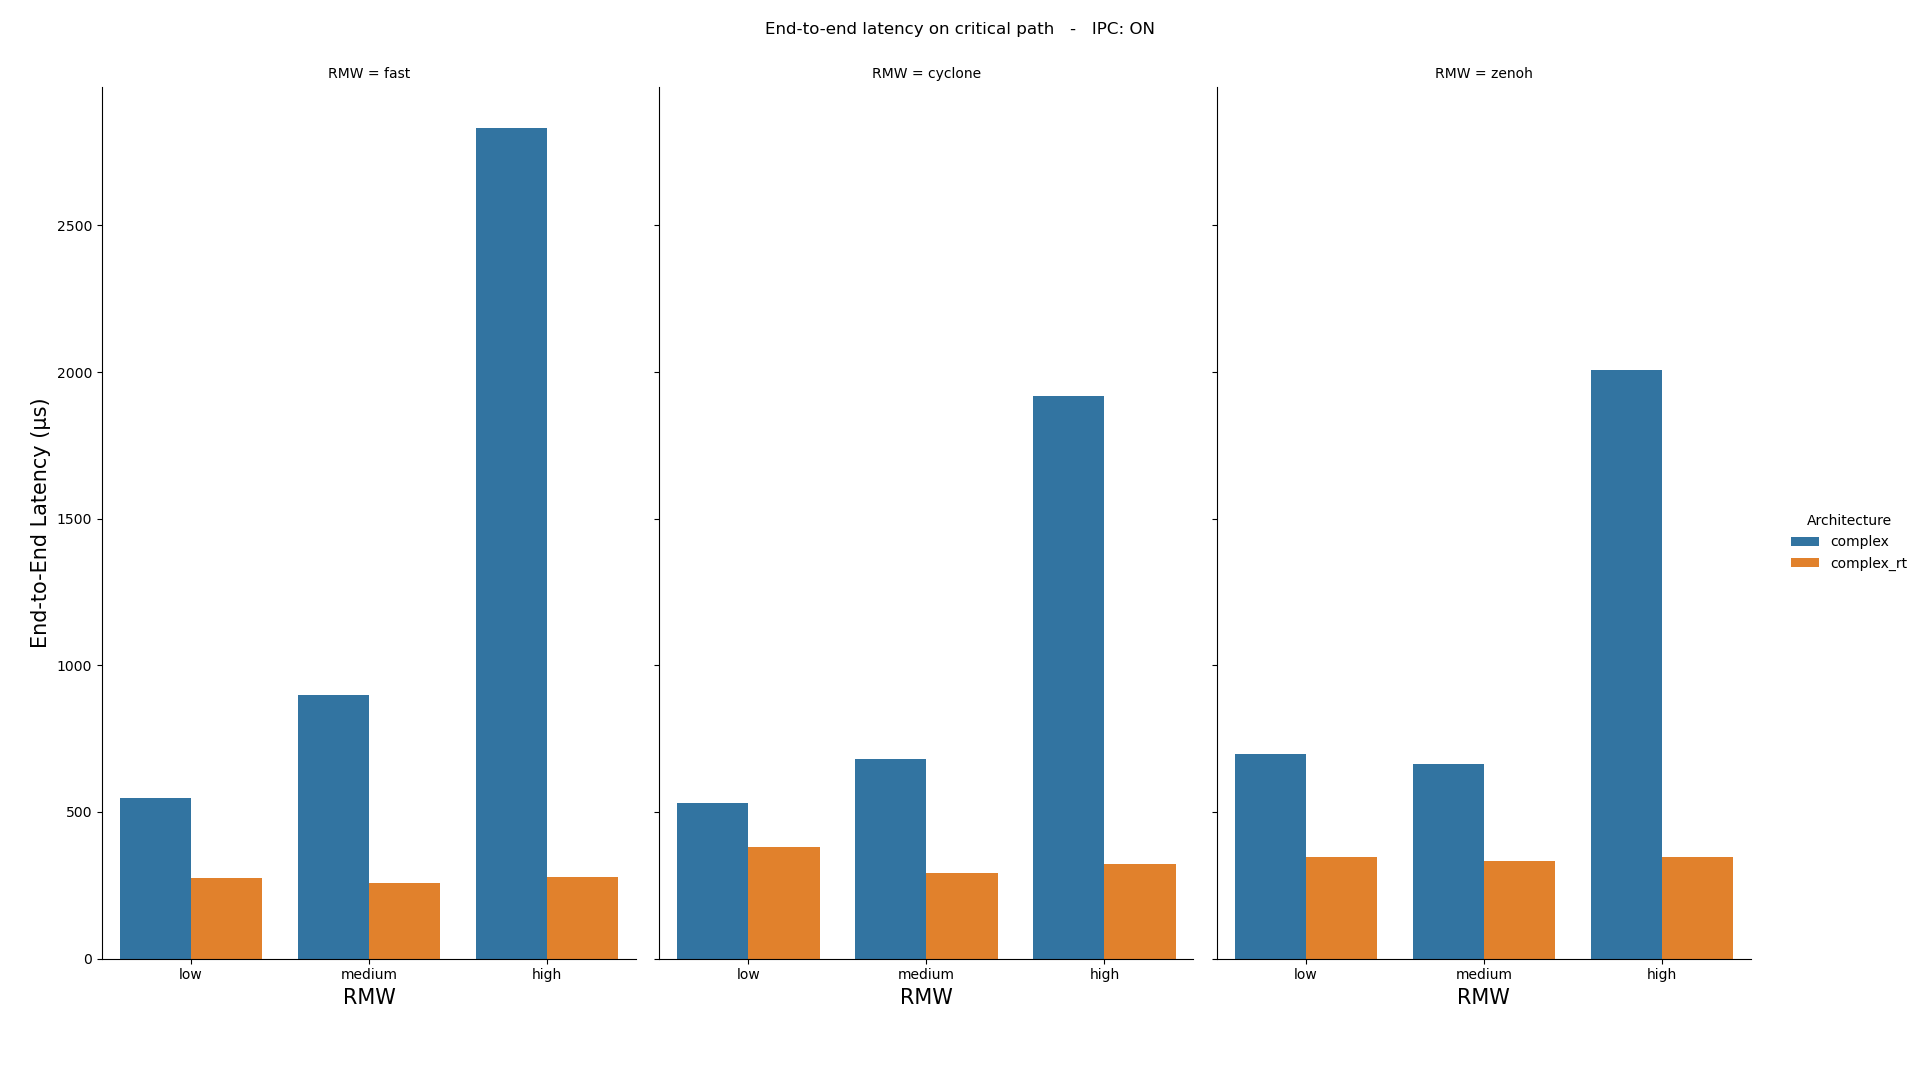 End-to-end latency on critical path   -   IPC: ON
RMW = fast
RMW = cyclone
RMW = zenoh
End-to-End Latency (µs)
2500
2000
1500
1000
500
0
low medium high
RMW
low medium high
RMW
low medium high
RMW
Architecture
complex
complex_rt